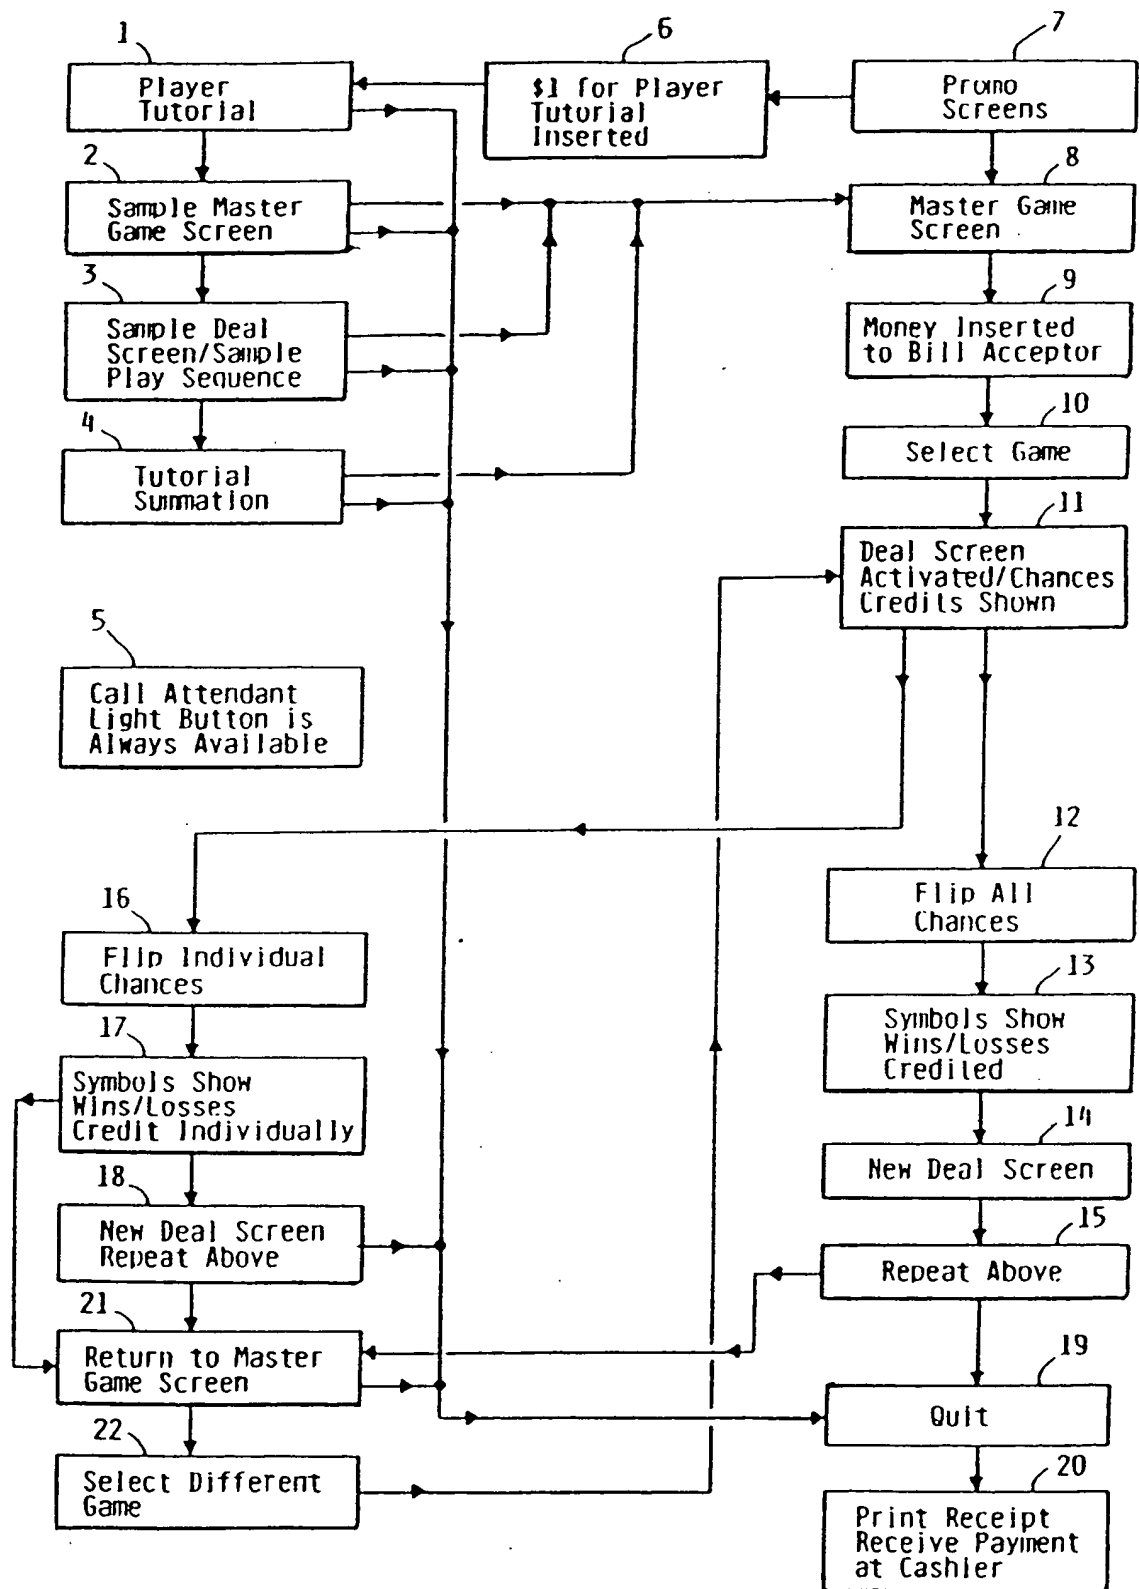 1
Player
Tutorial
6
$1 for Player
Tutorial
Inserted
7
Promo
Screens
2
Sample Master
Game Screen
8
Master Game
Screen
3
Sample Deal
Screen/Sample
Play Sequence
9
Money Inserted
to Bill Acceptor
4
Tutorial
Summation
10
Select Game
11
Deal Screen
Activated/Chances
Credits Shown
5
Call Attendant
Light Button is
Always Available
12
Flip All
Chances
16
Flip Individual
Chances
13
Symbols Show
Wins/Losses
Credited
17
Symbols Show
Wins/Losses
Credit Individually
14
New Deal Screen
18
New Deal Screen
Repeat Above
15
Repeat Above
21
Return to Master
Game Screen
19
Quit
22
Select Different
Game
20
Print Receipt
Receive Payment
at Cashier